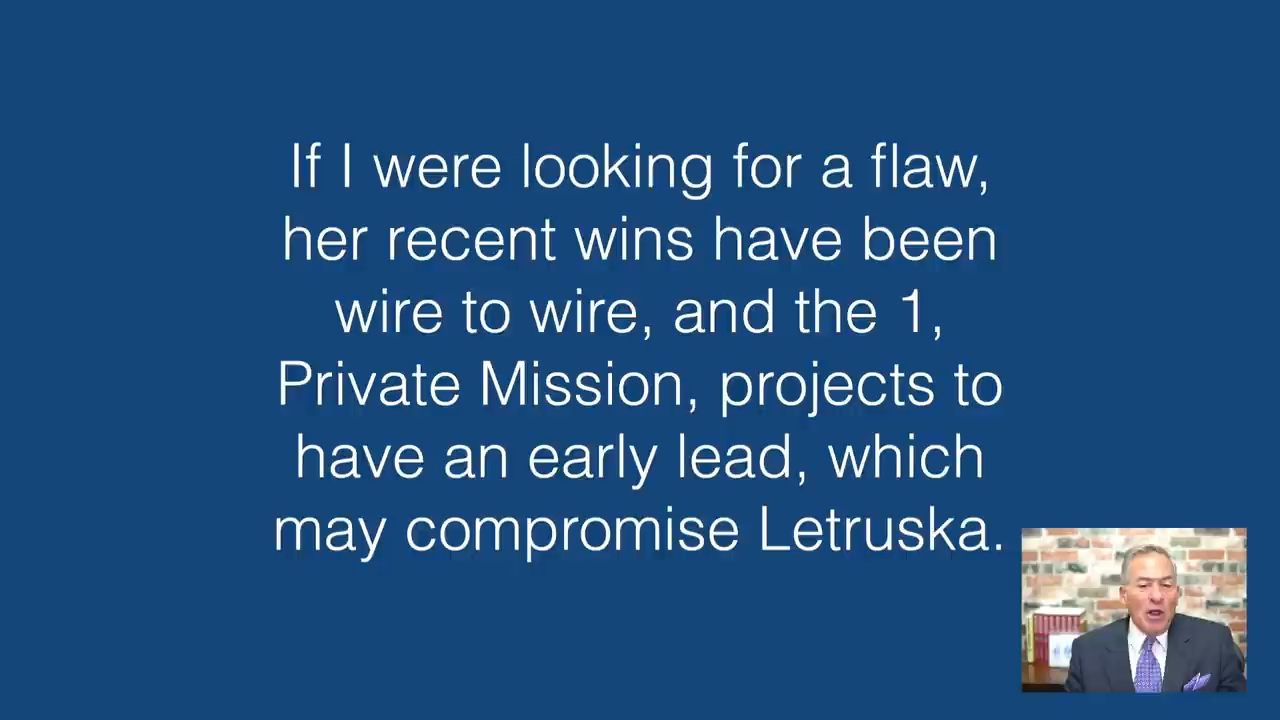 If I were looking for a flaw,
her recent wins have been
wire to wire, and the 1,
Private Mission, projects to
have an early lead, which
may compromise Letruska.